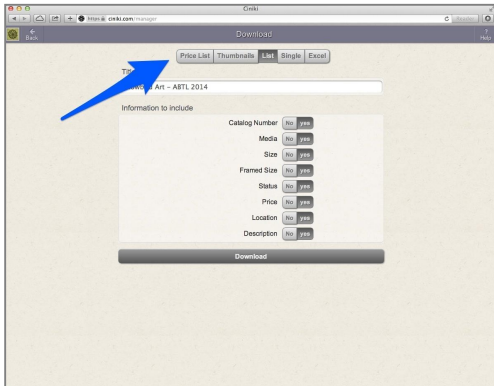 Ciniki
https ciniki.com/manager
Reader
Back
Download
?
Help
Price List Thumbnails List Single Excel
Art - ABTL 2014
Information to include
Catalog Number No yes
Media No yes
Size No yes
Framed Size No yes
Status No yes
Price No yes
Location No yes
Description No yes
Download